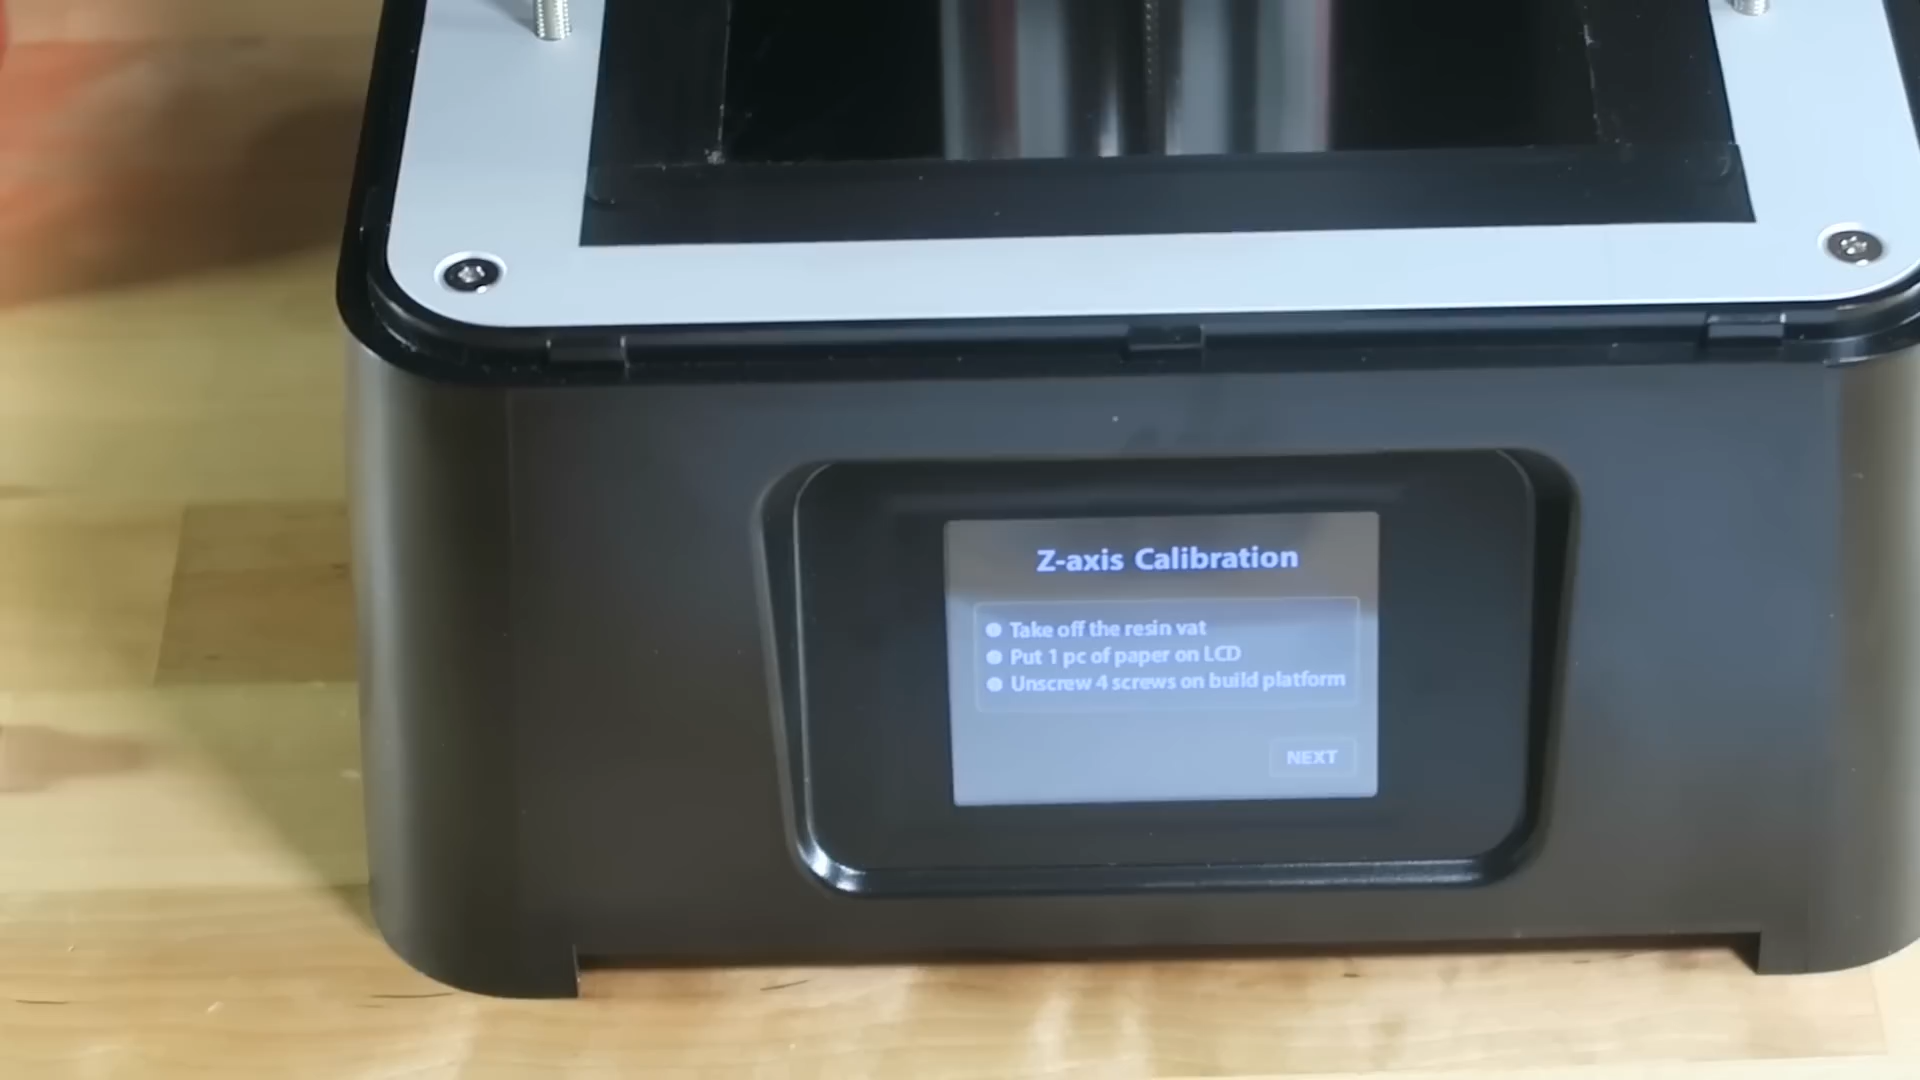 Z-axis Calibration
Take off the resin vat
Put 1 pc of paper on LCD
Unscrew 4 screws on build platform
NEXT